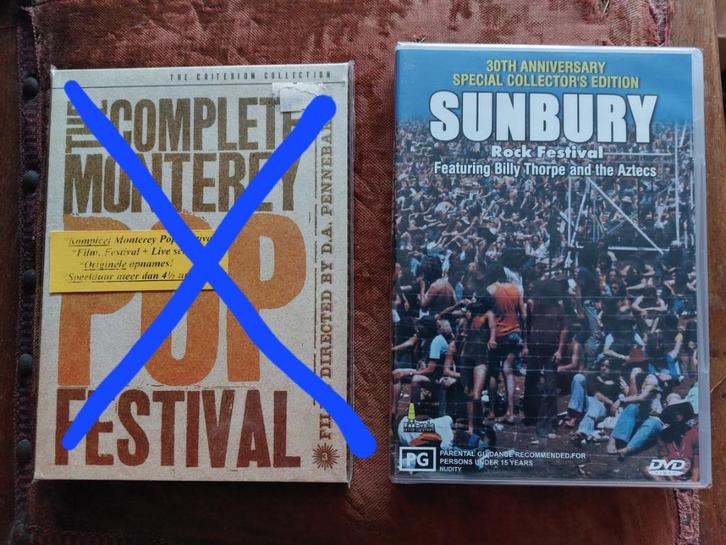 THE CRITERION COLLECTION
THE COMPLETE
MONTEREY
POP
FESTIVAL
Kompleet Monterey Pop
*Film, Festival + Live
*Originele opnames!
Speelduur meer dan 4½
DIRECTED BY D.A. PENNEBAKER
3
30TH ANNIVERSARY
SPECIAL COLLECTOR'S EDITION
SUNBURY
Rock Festival
Featuring Billy Thorpe and the Aztecs
PG
PARENTAL GUIDANCE RECOMMENDED FOR
PERSONS UNDER 15 YEARS
NUDITY
DVD